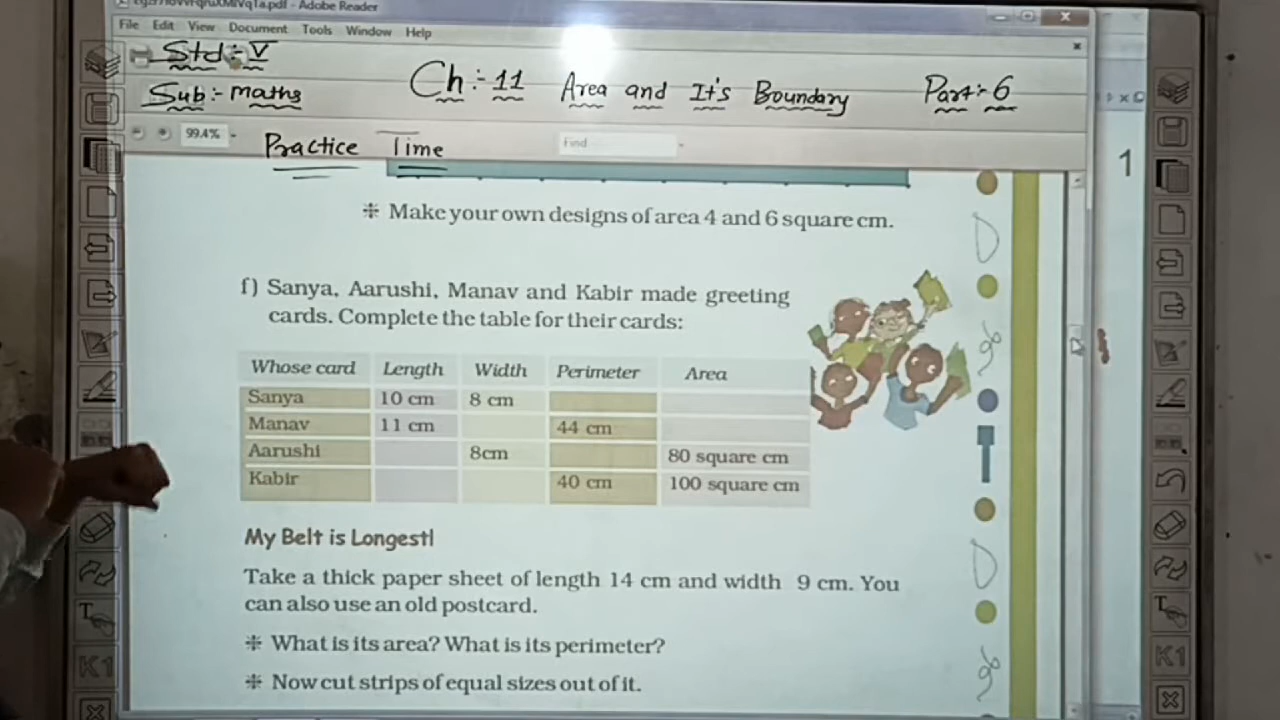 - Adobe Reader
File Edit View Document Tools Window Help
Std :- V
Sub :- maths
Ch :- 11 Area and It's Boundary
Part :- 6
99.4%
Find
Practice Time
1
❉ Make your own designs of area 4 and 6 square cm.
f) Sanya, Aarushi, Manav and Kabir made greeting
cards. Complete the table for their cards:
Whose card Length Width Perimeter Area
Sanya 10 cm 8 cm
Manav 11 cm 44 cm
Aarushi 8cm 80 square cm
Kabir 40 cm 100 square cm
My Belt is Longest!
Take a thick paper sheet of length 14 cm and width 9 cm. You
can also use an old postcard.
❉ What is its area? What is its perimeter?
❉ Now cut strips of equal sizes out of it.
K1
K1